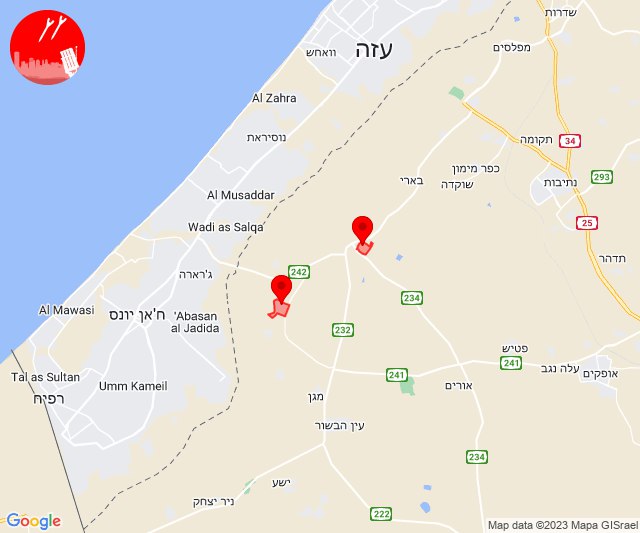 שדרות
מפלסים
עזה
וואחש
Al Zahra
נוסיראת
תקומה
34
כפר מימון
שוקדה
293
נתיבות
בארי
Al Musaddar
25
Wadi as Salqa
תדהר
ג'רארה
242
234
Al Mawasi
ח'אן יונס
'Abasan
al Jadida
232
פטיש
241
עלה נגב
אופקים
Tal as Sultan
241
אורים
Umm Kameil
רפיח
מגן
עין הבשור
234
ישע
ניר יצחק
222
Google
Map data ©2023 Mapa GISrael